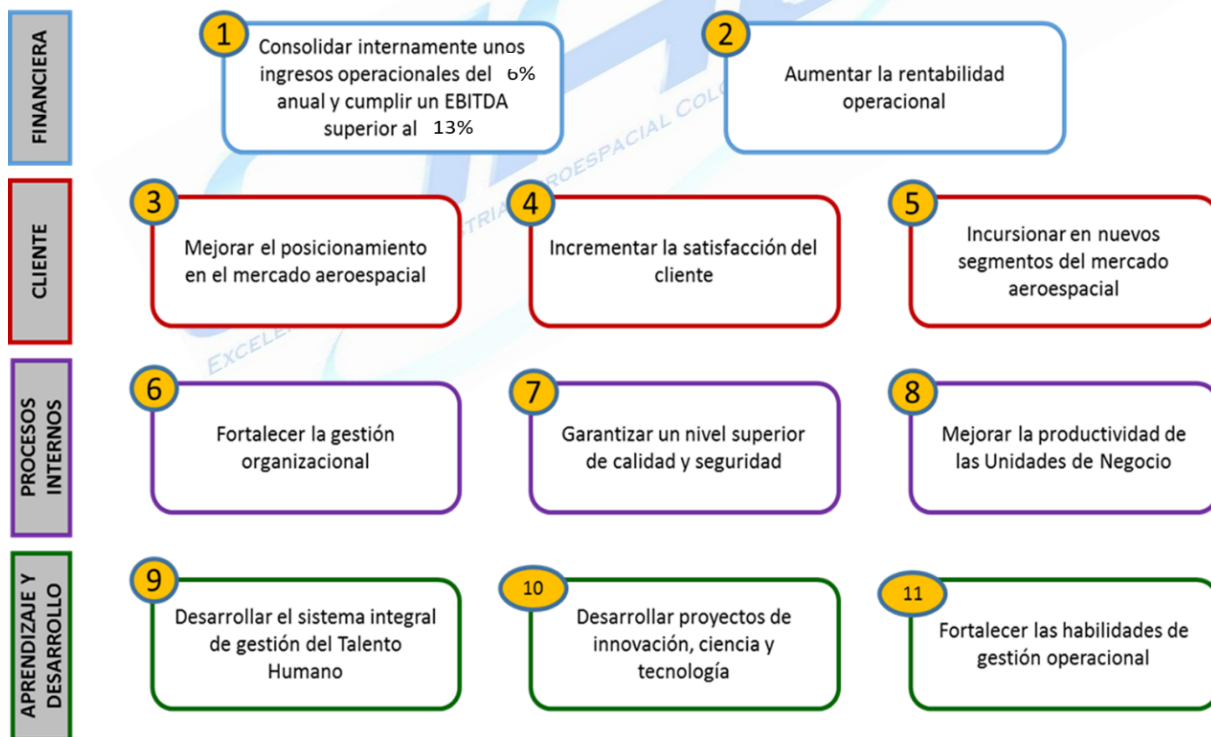 FINANCIERA
1
Consolidar internamente unos
ingresos operacionales del 6%
anual y cumplir un EBITDA
superior al 13%
2
Aumentar la rentabilidad
operacional
CLIENTE
3
Mejorar el posicionamiento
en el mercado aeroespacial
4
Incrementar la satisfacción del
cliente
5
Incursionar en nuevos
segmentos del mercado
aeroespacial
PROCESOS
INTERNOS
6
Fortalecer la gestión
organizacional
7
Garantizar un nivel superior
de calidad y seguridad
8
Mejorar la productividad de
las Unidades de Negocio
APRENDIZAJE Y
DESARROLLO
9
Desarrollar el sistema integral
de gestión del Talento
Humano
10
Desarrollar proyectos de
innovación, ciencia y
tecnología
11
Fortalecer las habilidades de
gestión operacional